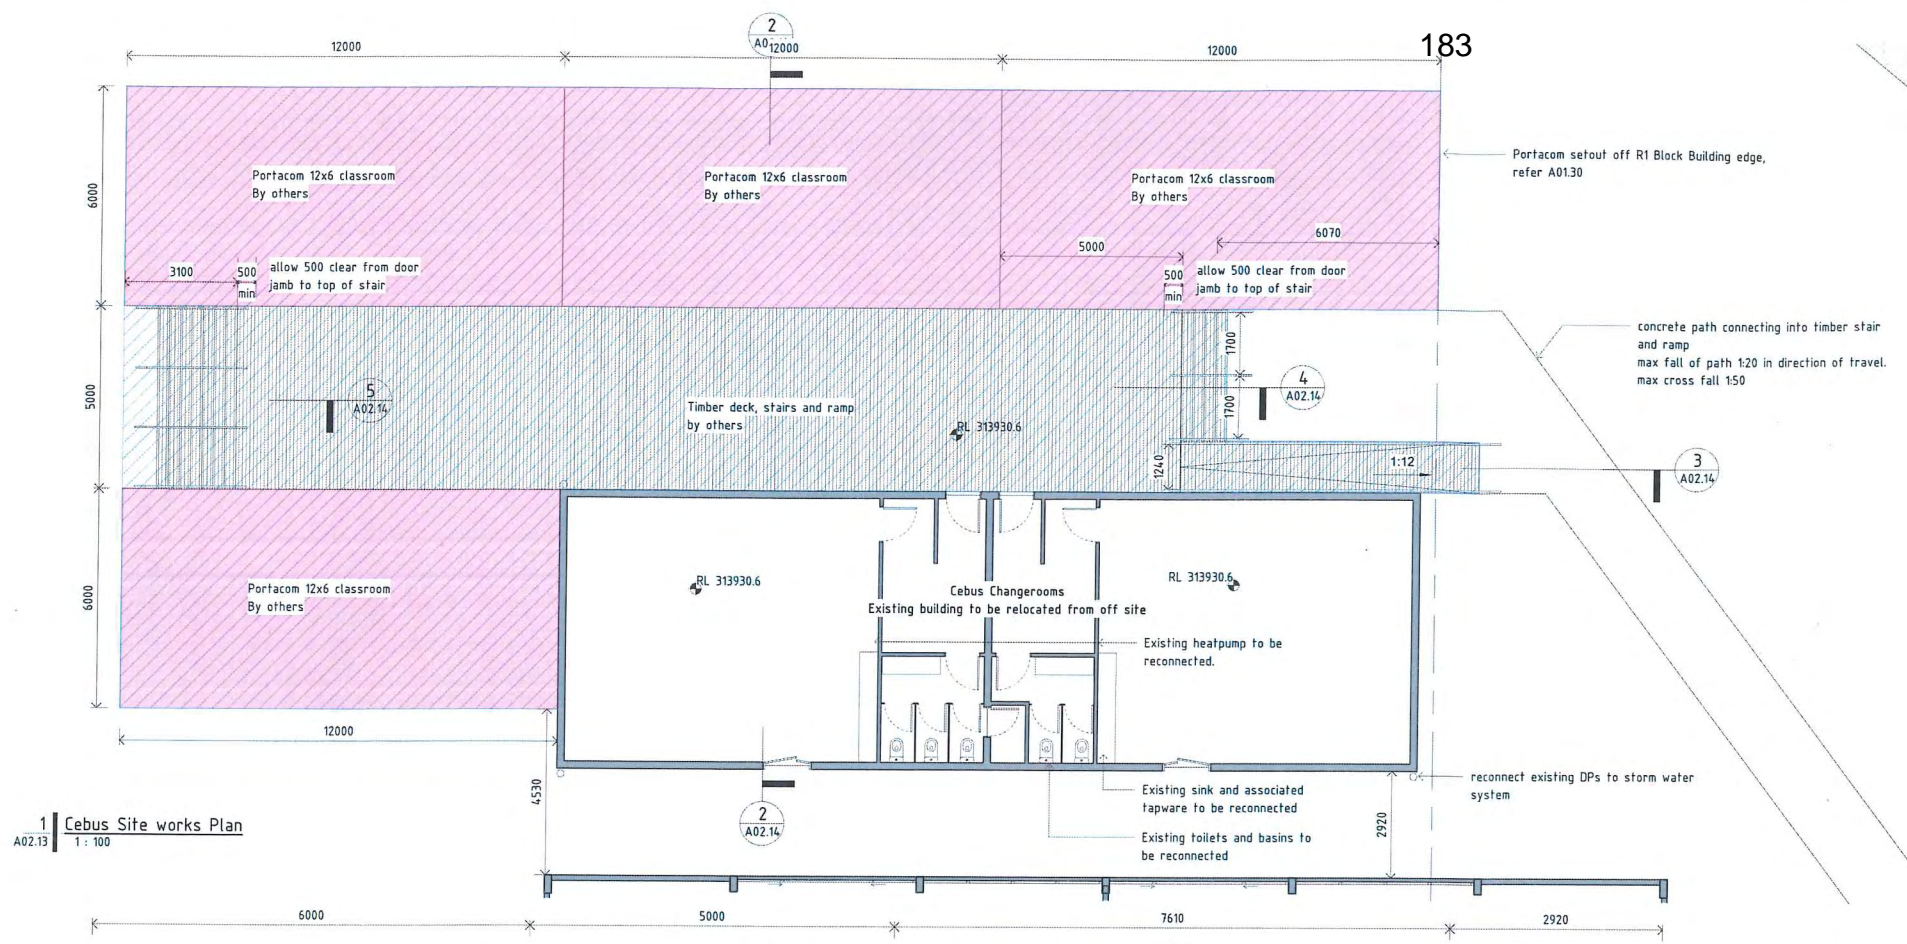 183
12000
2
A0
12000
12000
6000
Portacom 12x6 classroom
By others
Portacom 12x6 classroom
By others
Portacom 12x6 classroom
By others
Portacom setout off R1 Block Building edge,
refer A01.30
3100
500
min
allow 500 clear from door
jamb to top of stair
5000
6070
500
min
allow 500 clear from door
jamb to top of stair
concrete path connecting into timber stair
and ramp
max fall of path 1:20 in direction of travel.
max cross fall 1:50
5000
5
A02.14
Timber deck, stairs and ramp
by others
RL 313930.6
1700
1700
4
A02.14
1240
1:12
3
A02.14
6000
Portacom 12x6 classroom
By others
RL 313930.6
RL 313930.6
Cebus Changerooms
Existing building to be relocated from off site
Existing heatpump to be
reconnected.
12000
4530
2
A02.14
Existing sink and associated
tapware to be reconnected
Existing toilets and basins to
be reconnected
2920
reconnect existing DPs to storm water
system
1
A02.13
Cebus Site works Plan
1 : 100
6000
5000
7610
2920